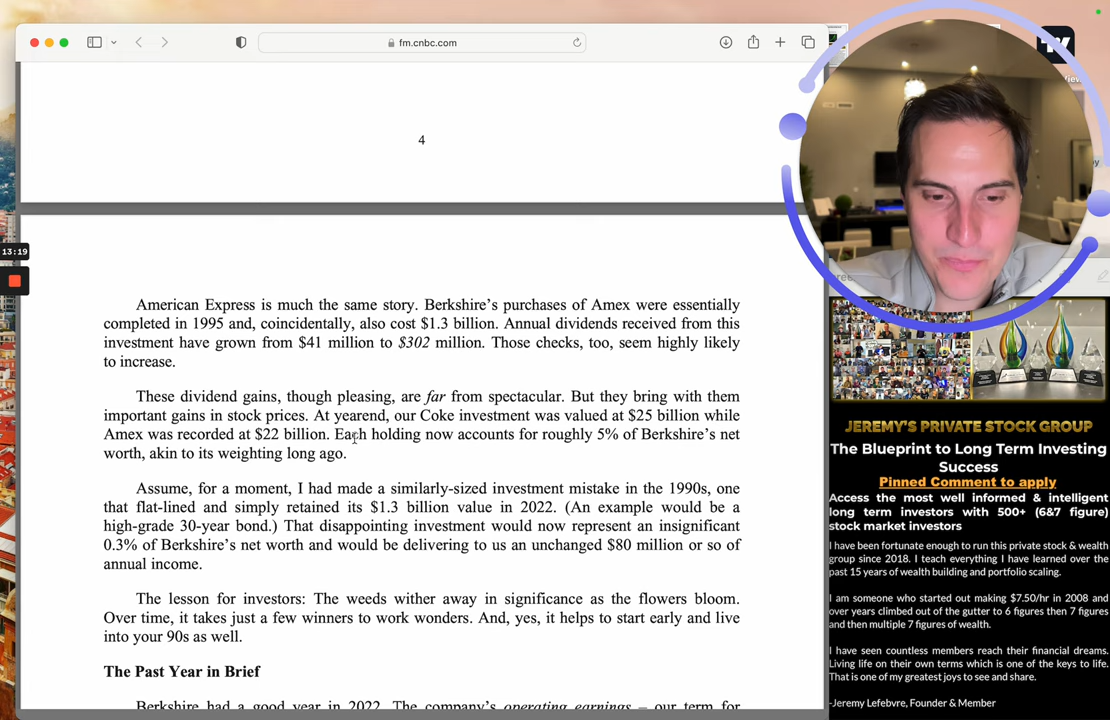 fm.cnbc.com
4
13:19
American Express is much the same story. Berkshire's purchases of Amex were essentially
completed in 1995 and, coincidentally, also cost $1.3 billion. Annual dividends received from this
investment have grown from $41 million to $302 million. Those checks, too, seem highly likely
to increase.
These dividend gains, though pleasing, are far from spectacular. But they bring with them
important gains in stock prices. At yearend, our Coke investment was valued at $25 billion while
Amex was recorded at $22 billion. Each holding now accounts for roughly 5% of Berkshire's net
worth, akin to its weighting long ago.
Assume, for a moment, I had made a similarly-sized investment mistake in the 1990s, one
that flat-lined and simply retained its $1.3 billion value in 2022. (An example would be a
high-grade 30-year bond.) That disappointing investment would now represent an insignificant
0.3% of Berkshire's net worth and would be delivering to us an unchanged $80 million or so of
annual income.
The lesson for investors: The weeds wither away in significance as the flowers bloom.
Over time, it takes just a few winners to work wonders. And, yes, it helps to start early and live
into your 90s as well.
The Past Year in Brief
Berkshire had a good year in 2022. The company's operating earnings – our term for
JEREMY'S PRIVATE STOCK GROUP
The Blueprint to Long Term Investing
Success
Pinned Comment to apply
Access the most well informed & intelligent
long term investors with 500+ (6&7 figure)
stock market investors
I have been fortunate enough to run this private stock & wealth
group since 2018. I teach everything I have learned over the
past 15 years of wealth building and portfolio scaling.
I am someone who started out making $7.50/hr in 2008 and
over years climbed out of the gutter to 6 figures then 7 figures
and then multiple 7 figures of wealth.
I have seen countless members reach their financial dreams.
Living life on their own terms which is one of the keys to life.
That is one of my greatest joys to see and share.
-Jeremy Lefebvre, Founder & Member